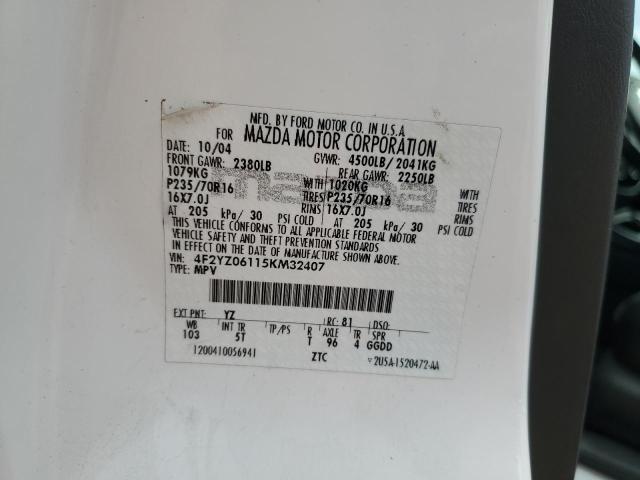 MFD. BY FORD MOTOR CO. IN U.S.A.
FOR MAZDA MOTOR CORPORATION
DATE: 10/04 GVWR: 4500LB/ 2041KG
FRONT GAWR: 2380LB REAR GAWR: 2250LB
1079KG WITH 1020KG WITH
P235/70R16 TIRES P235/70R16 TIRES
16X7.0J RIMS 16X7.0J RIMS
AT 205 kPa/ 30 PSI COLD AT 205 kPa/ 30 PSI COLD
THIS VEHICLE CONFORMS TO ALL APPLICABLE FEDERAL MOTOR
VEHICLE SAFETY AND THEFT PREVENTION STANDARDS
IN EFFECT ON THE DATE OF MANUFACTURE SHOWN ABOVE.
VIN: 4F2YZ06115KM32407
TYPE: MPV
mazda
EXT PNT: YZ RC: 81 DSO:
WB INT TR TP/PS R AXLE TR SPR
103 5T T 96 4 GGDD
1200410056941 ZTC 2U5A-1520472-AA